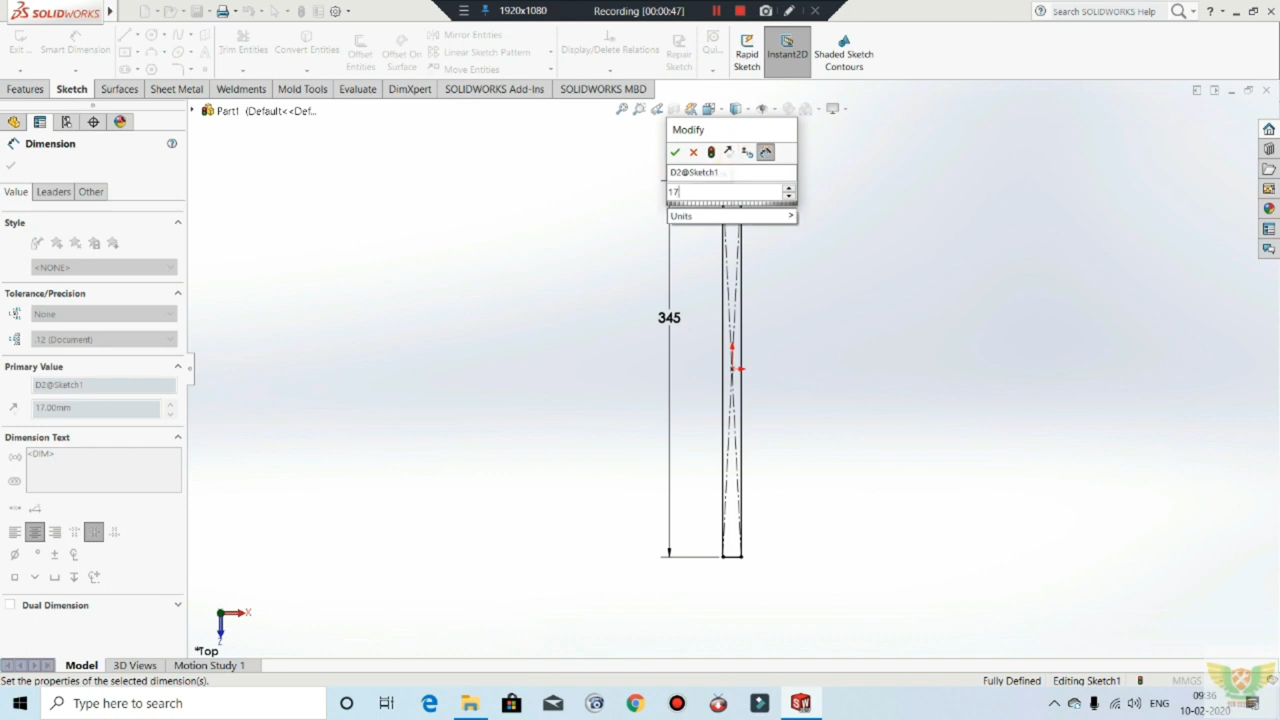 SOLIDWORKS
1920x1080
Recording [00:00:47]
Search SOLIDWORKS Help
Exit...
Smart Dimension
Trim Entities
Convert Entities
Offset Entities
Offset On Surface
Mirror Entities
Linear Sketch Pattern
Move Entities
Display/Delete Relations
Repair Sketch
Qui...
Rapid Sketch
Instant2D
Shaded Sketch Contours
Features
Sketch
Surfaces
Sheet Metal
Weldments
Mold Tools
Evaluate
DimXpert
SOLIDWORKS Add-Ins
SOLIDWORKS MBD
Part1 (Default<<Def...
Dimension
Value
Leaders
Other
Style
<NONE>
Tolerance/Precision
None
.12 (Document)
Primary Value
D2@Sketch1
17.00mm
Dimension Text
<DIM>
Dual Dimension
Modify
D2@Sketch1
17
Units
345
X
Z
*Top
Model
3D Views
Motion Study 1
Set the properties of the selected dimension(s).
Fully Defined
Editing Sketch1
MMGS
Type here to search
ENG
09:36
10-02-2020